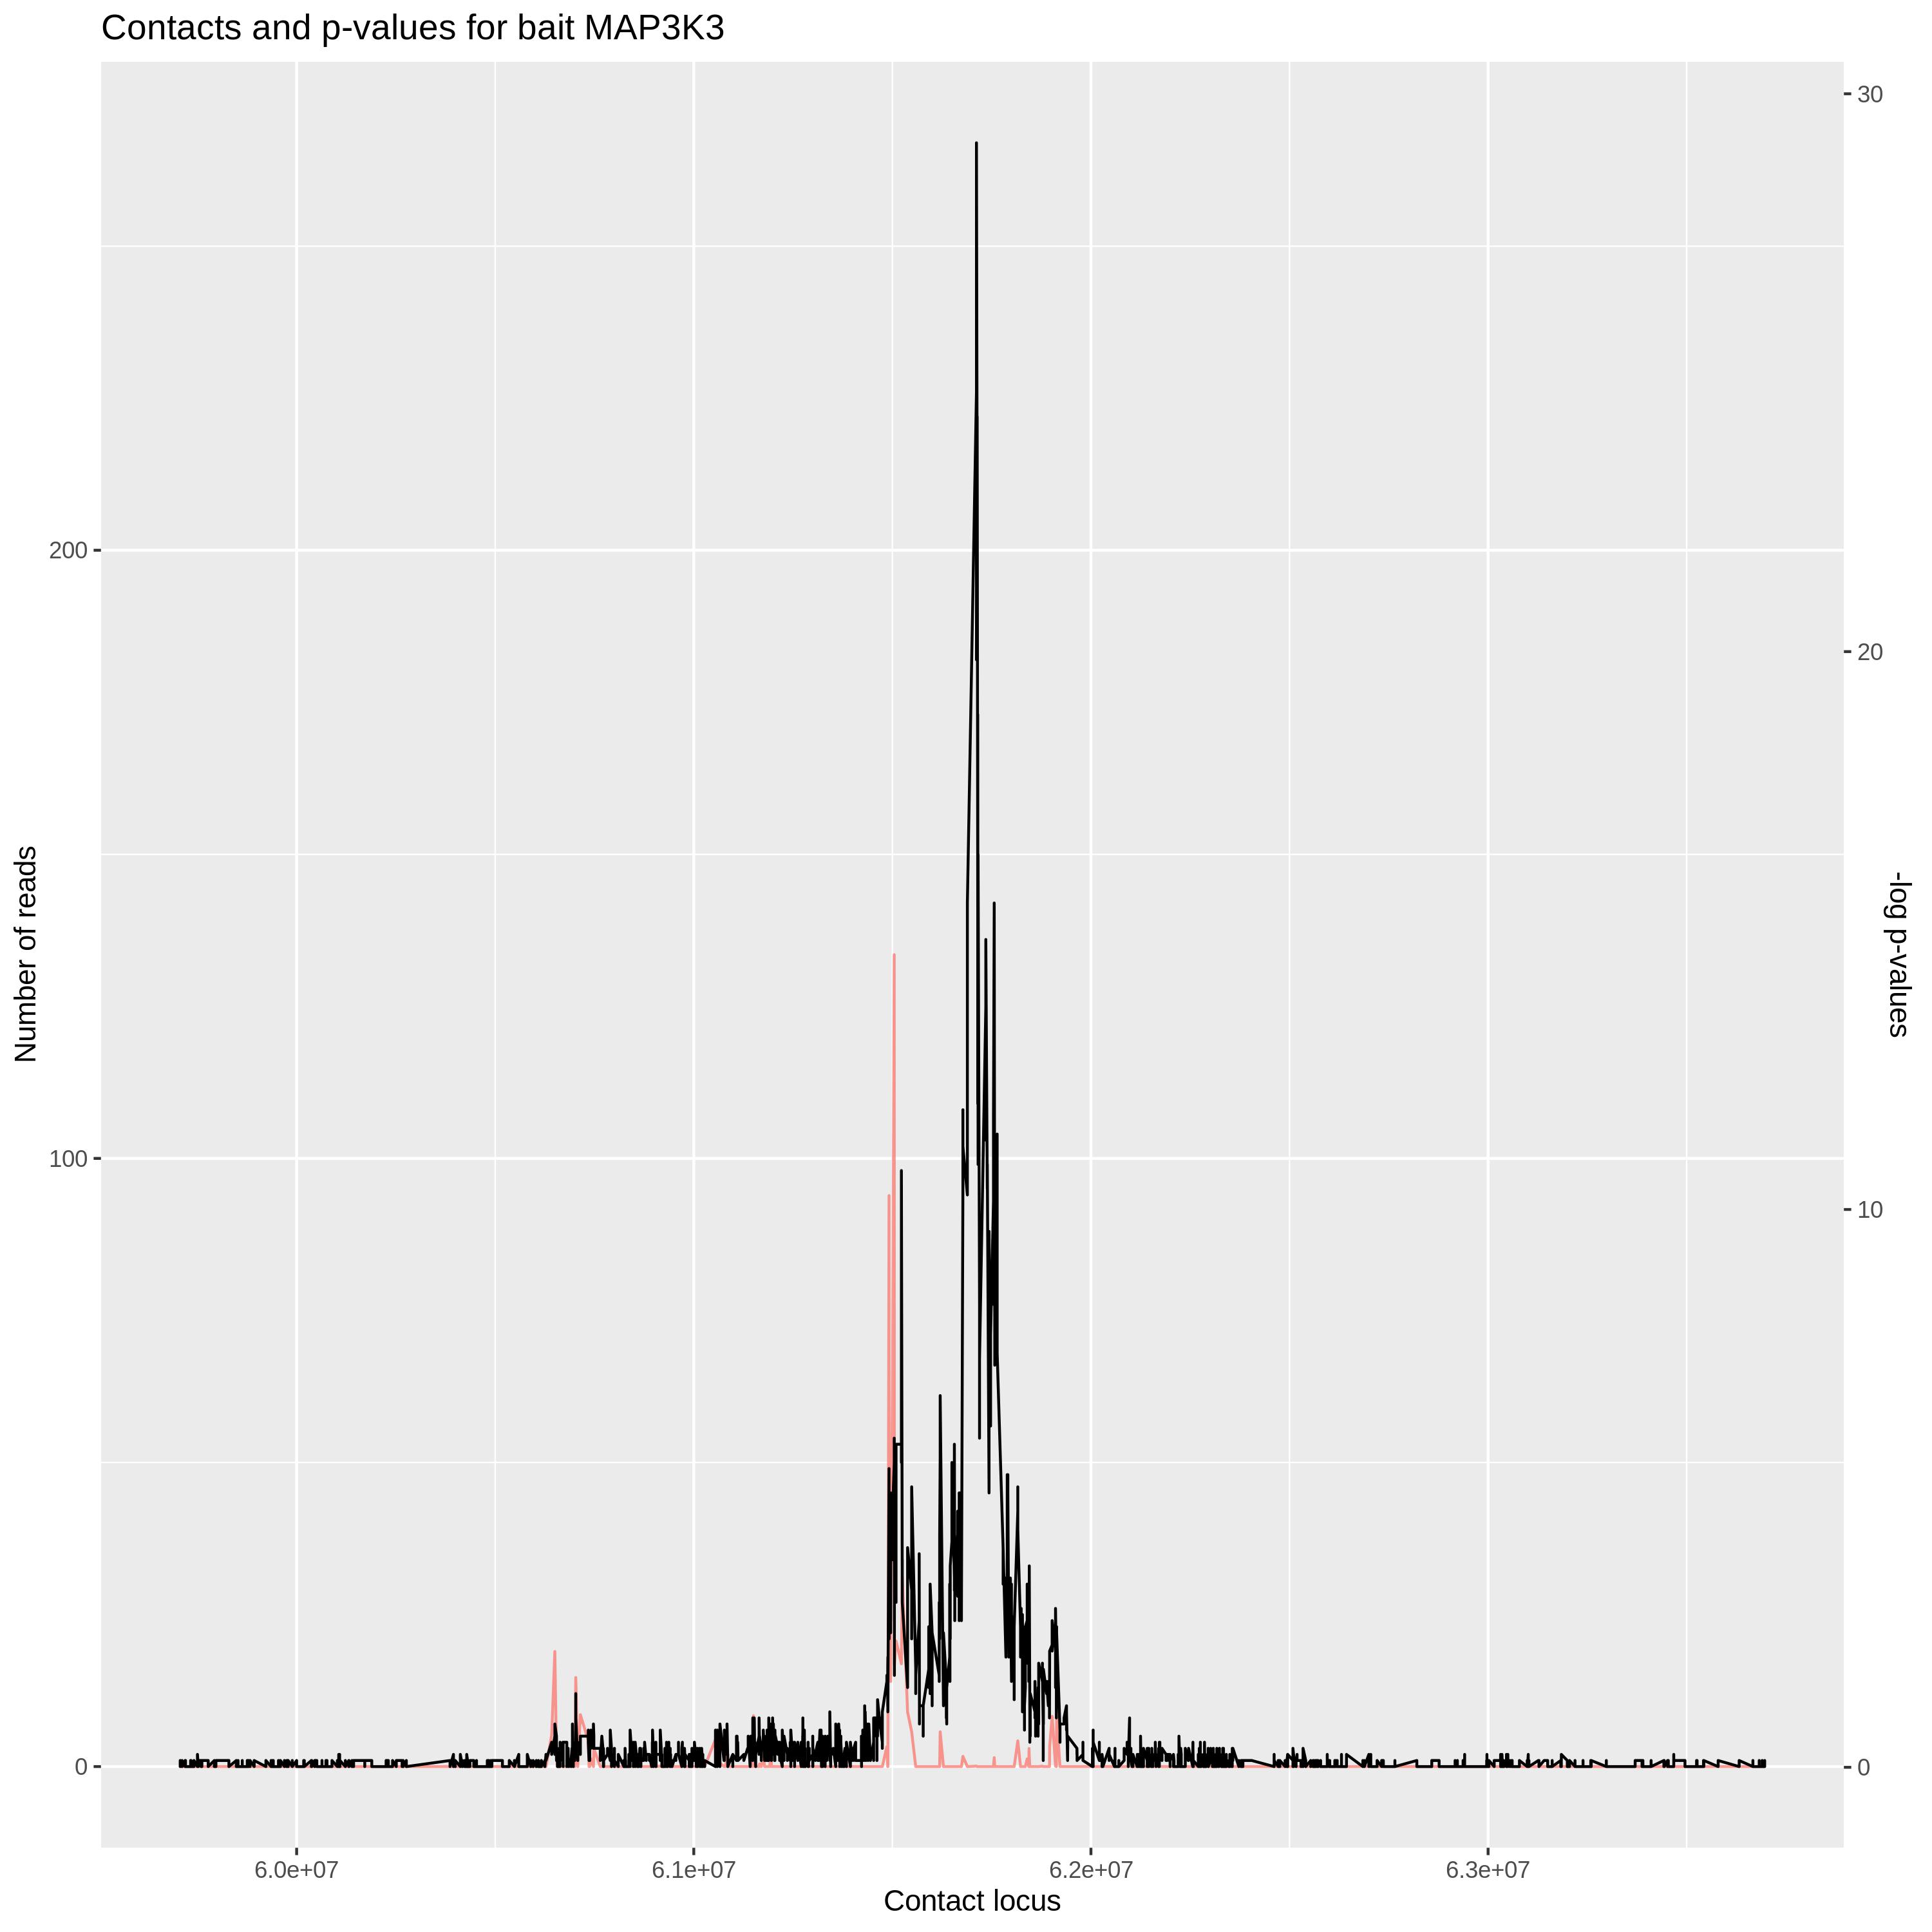 Contacts and p-values for bait MAP3K3
30
200
20
Number of reads
-log p-values
100
10
0
0
6.0e+07
6.1e+07
6.2e+07
6.3e+07
Contact locus